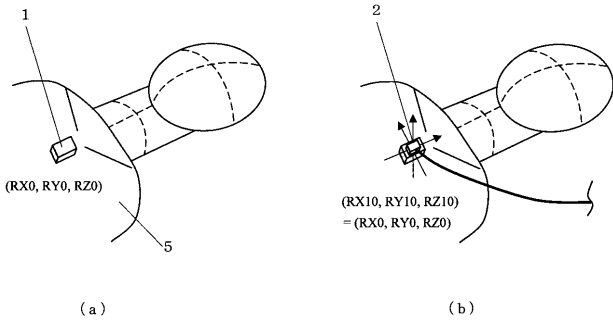 1
2
(RX0, RY0, RZ0)
(RX10, RY10, RZ10)
= (RX0, RY0, RZ0)
5
(a)
(b)